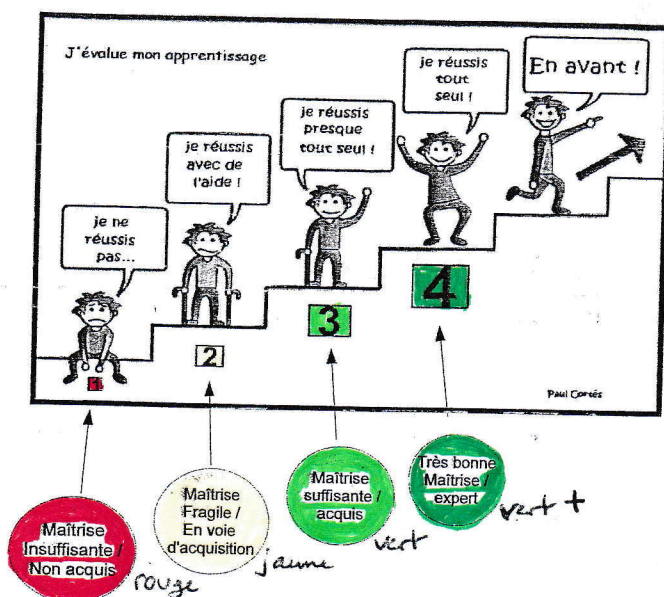 J'évalue mon apprentissage
je ne
réussis
pas...
je réussis
avec de
l'aide !
je réussis
presque
tout seul !
je réussis
tout
seul !
En avant !
1
2
3
4
Paul Cortés
Maîtrise
Insuffisante /
Non acquis
rouge
Maîtrise
Fragile /
En voie
d'acquisition
jaune
Maîtrise
suffisante /
acquis
vert
Très bonne
Maîtrise /
expert
vert +